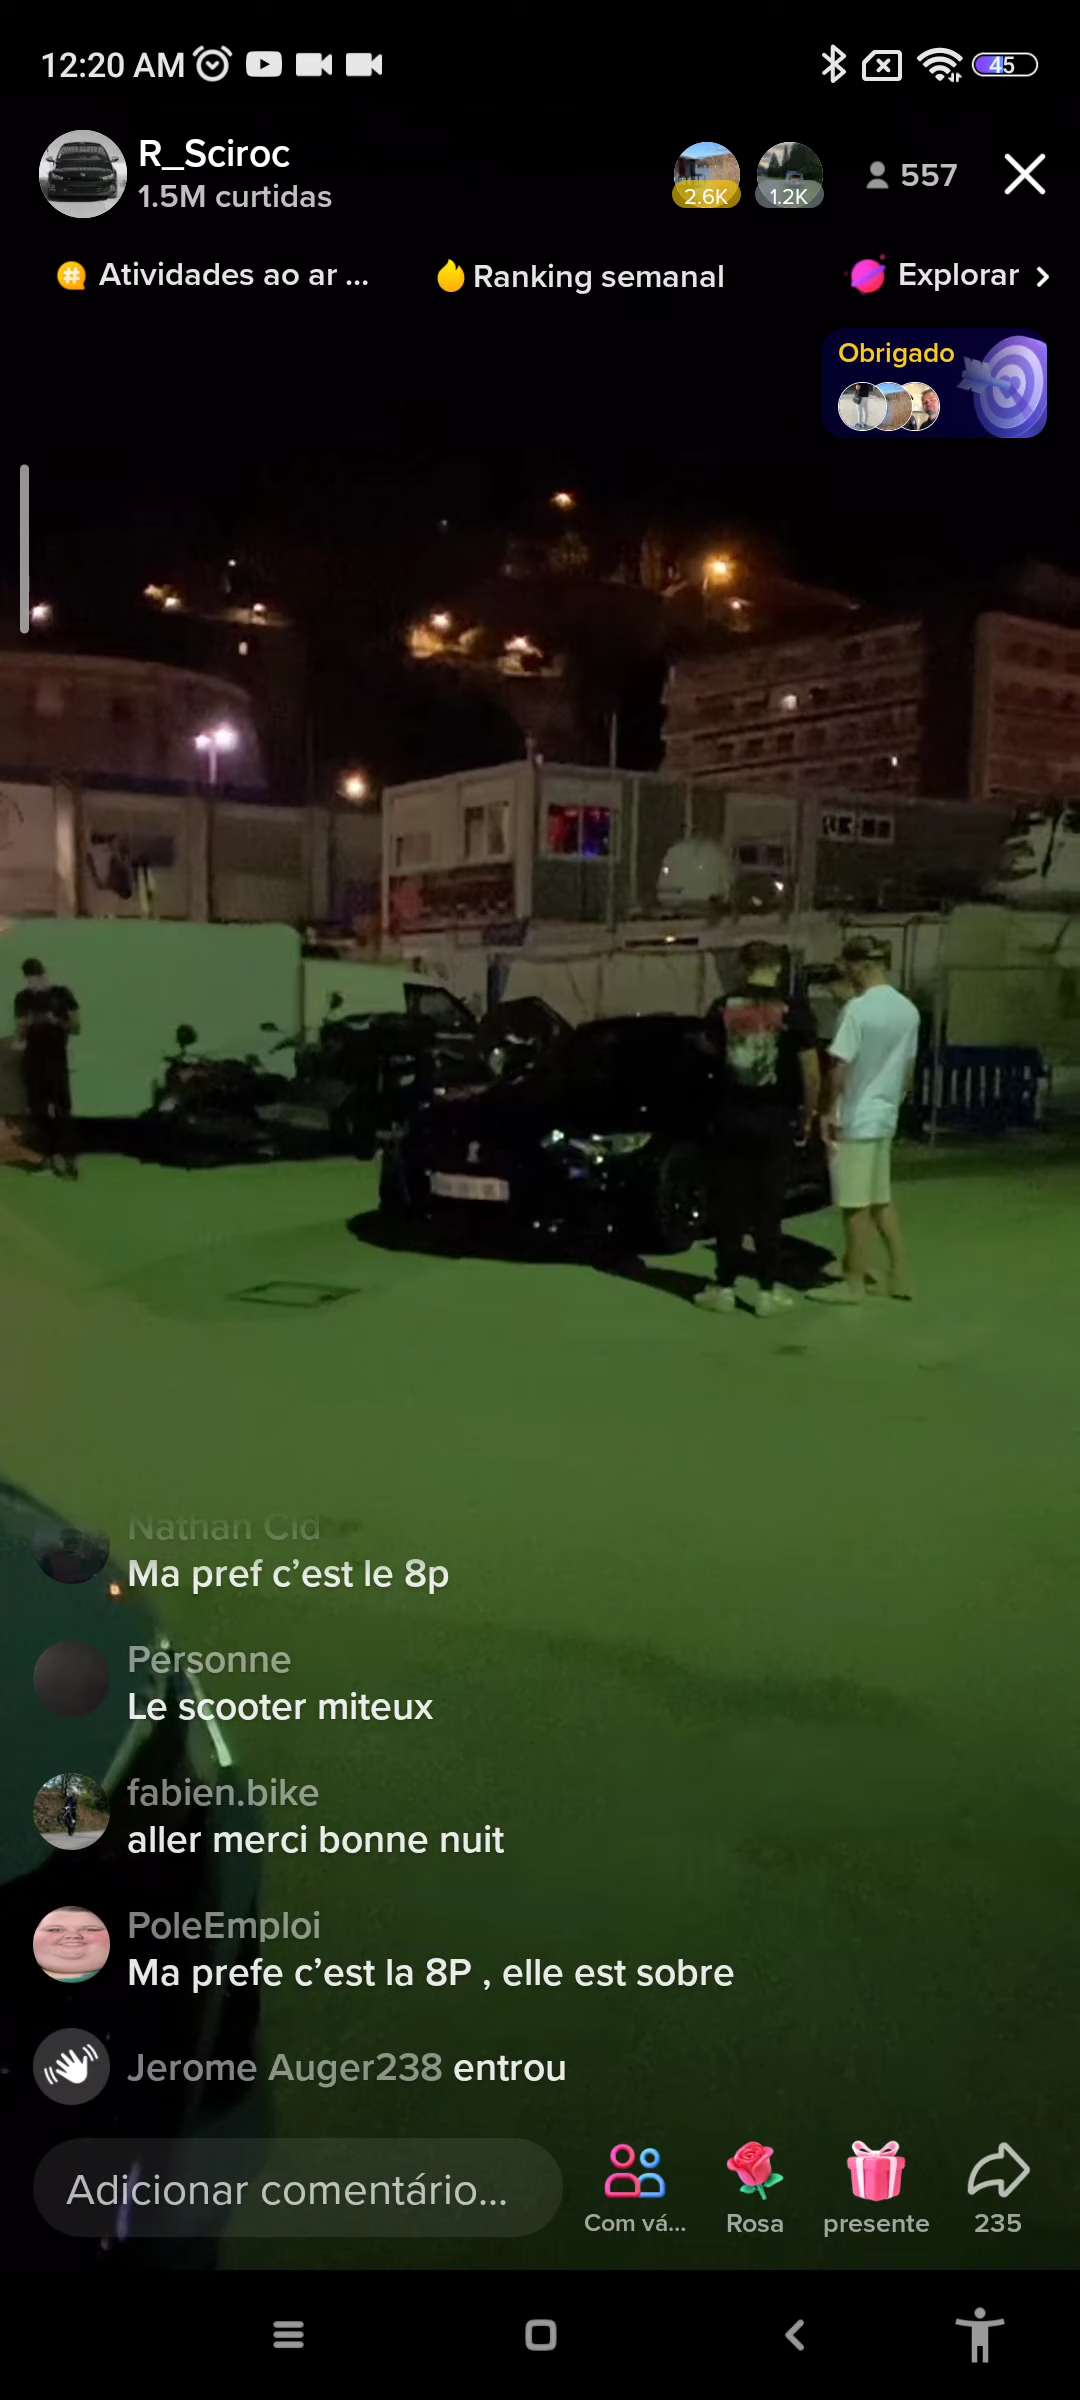 12:20 AM
45
R_Sciroc
1.5M curtidas
2.6K
1.2K
557
Atividades ao ar ...
Ranking semanal
Explorar
Obrigado
Nathan Cld
Ma pref c’est le 8p
Personne
Le scooter miteux
fabien.bike
aller merci bonne nuit
PoleEmploi
Ma prefe c’est la 8P , elle est sobre
Jerome Auger238 entrou
Adicionar comentário...
Com vá...
Rosa
presente
235